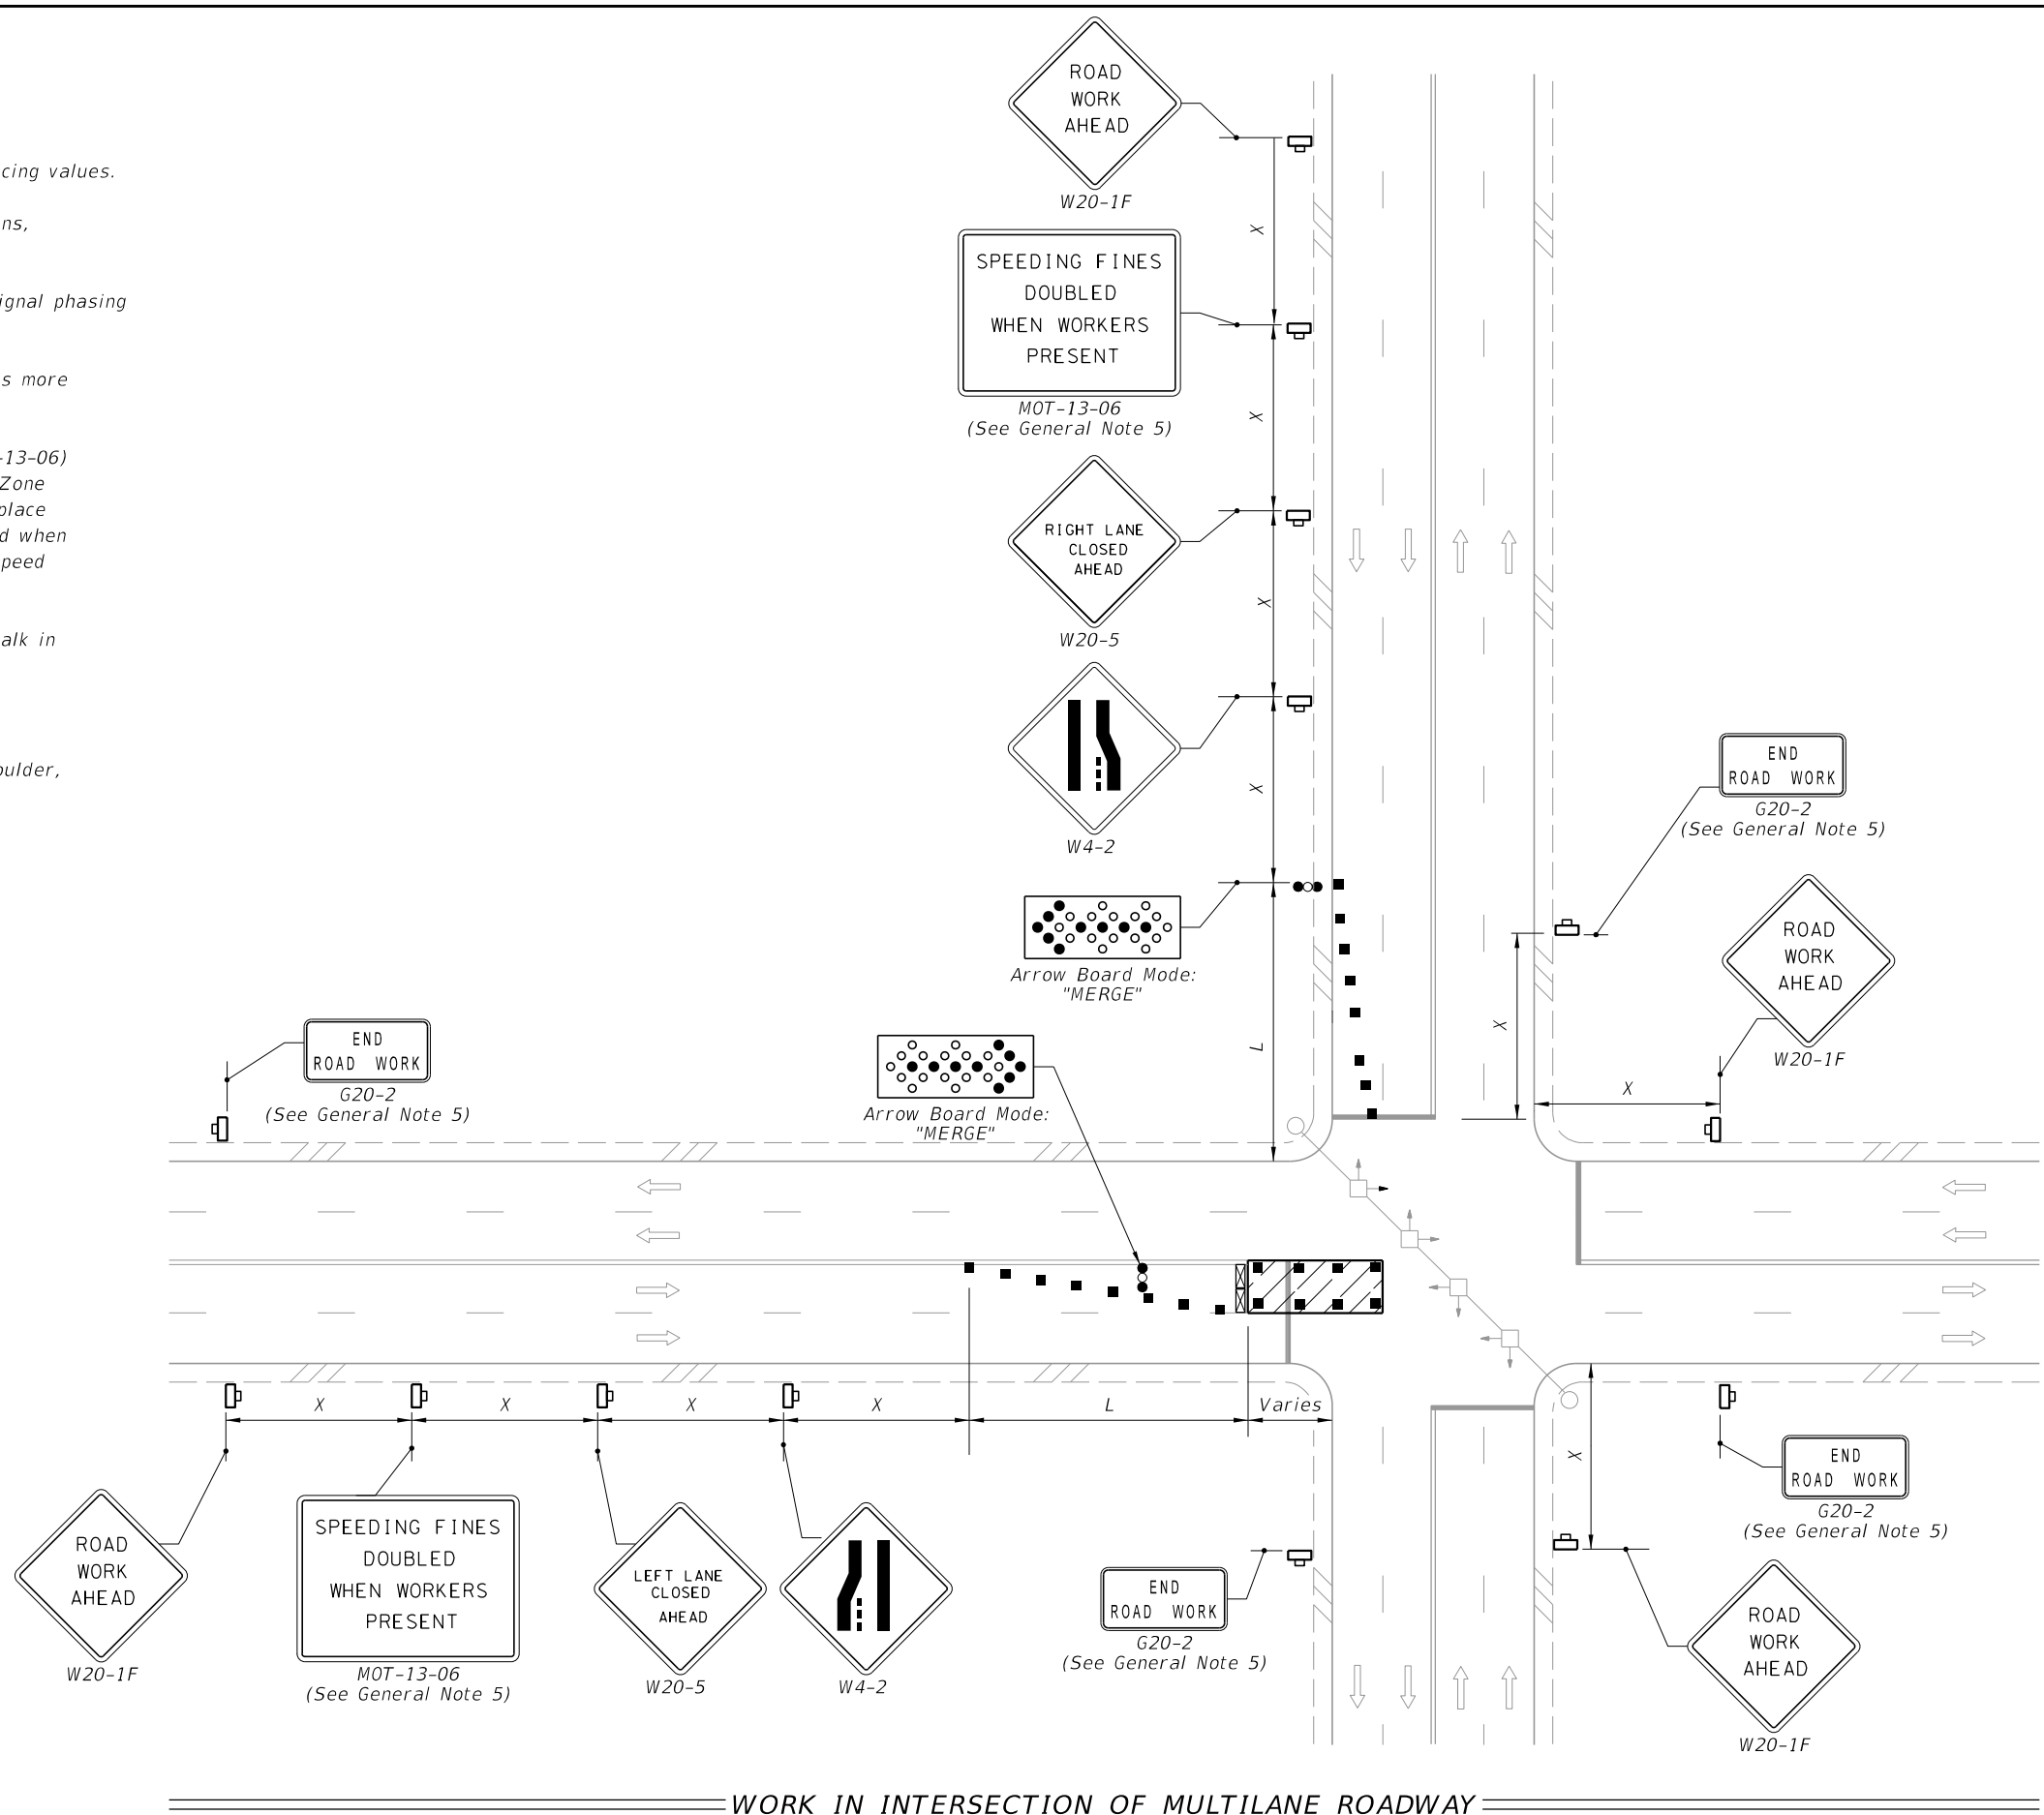 cing values.
ns,
ignal phasing
s more
-13-06)
Zone
place
d when
peed
alk in
oulder,
ROAD
WORK
AHEAD
W20-1F
X
SPEEDING FINES
DOUBLED
WHEN WORKERS
PRESENT
MOT-13-06
(See General Note 5)
X
RIGHT LANE
CLOSED
AHEAD
W20-5
X
W4-2
X
Arrow Board Mode:
"MERGE"
L
END
ROAD WORK
G20-2
(See General Note 5)
X
ROAD
WORK
AHEAD
W20-1F
X
END
ROAD WORK
G20-2
(See General Note 5)
Arrow Board Mode:
"MERGE"
X
X
X
X
L
Varies
ROAD
WORK
AHEAD
W20-1F
SPEEDING FINES
DOUBLED
WHEN WORKERS
PRESENT
MOT-13-06
(See General Note 5)
LEFT LANE
CLOSED
AHEAD
W20-5
W4-2
END
ROAD WORK
G20-2
(See General Note 5)
X
END
ROAD WORK
G20-2
(See General Note 5)
ROAD
WORK
AHEAD
W20-1F
WORK IN INTERSECTION OF MULTILANE ROADWAY